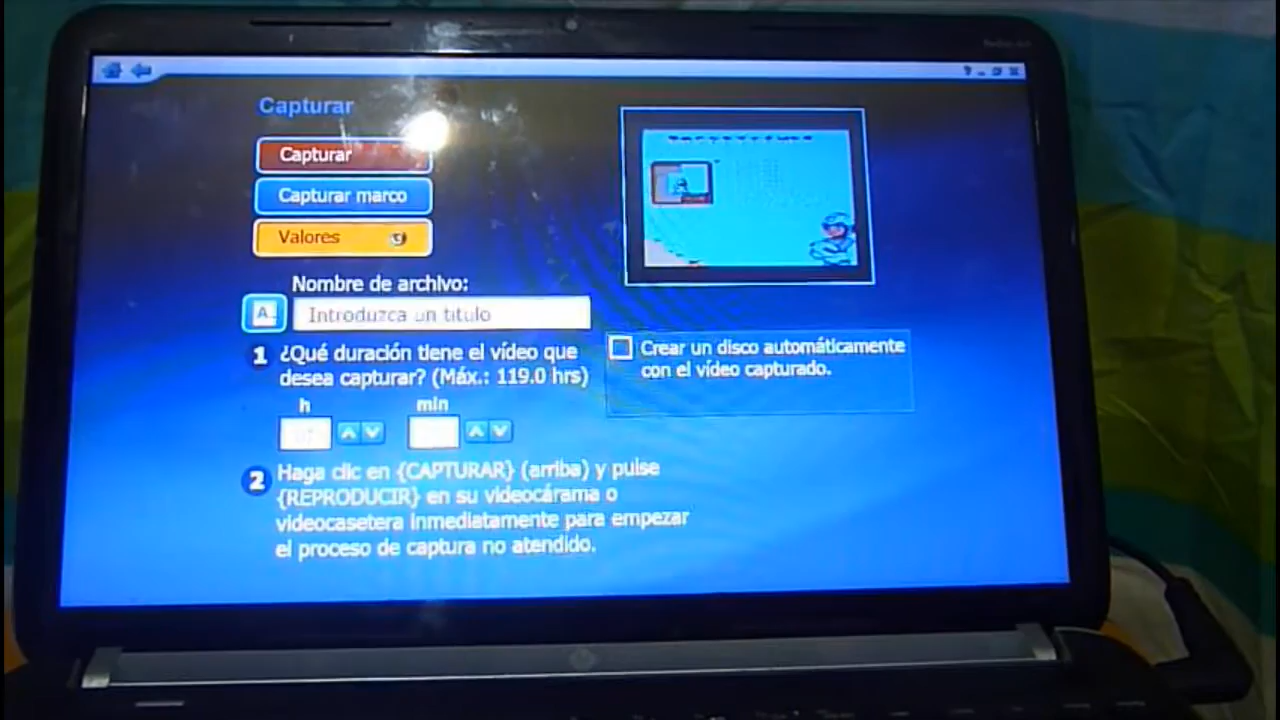 Capturar
Capturar
Capturar marco
Valores
Nombre de archivo:
A
Introduzca un titulo
1 ¿Qué duración tiene el vídeo que
desea capturar? (Máx.: 119.0 hrs)
h min
Crear un disco automáticamente
con el vídeo capturado.
2 Haga clic en {CAPTURAR} (arriba) y pulse
{REPRODUCIR} en su videocárama o
videocasetera inmediatamente para empezar
el proceso de captura no atendido.